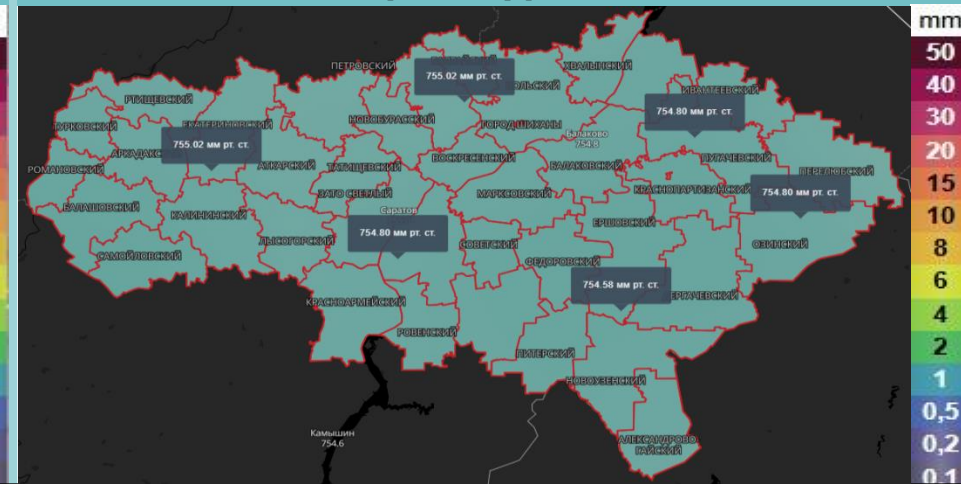 mm
50
40
30
20
15
10
8
6
4
2
1
0,5
0,2
0.1
ПЕТРОВСКИЙ
755.02 мм рт. ст.
ХВАЛЫНСКИЙ
РТИЩЕВСКИЙ
ИВАНТЕЕВСКИЙ
754.80 мм рт. ст.
ЕКАТЕРИНОВСКИЙ
НОВОБУРАССКИЙ
ГОРОД ШИХАНЫ
Балаково
754.8
755.02 мм рт. ст.
АТКАРСКИЙ
ТАТИЩЕВСКИЙ
ВОСКРЕСЕНСКИЙ
БАЛАКОВСКИЙ
ПУГАЧЕВСКИЙ
ПЕРЕЛЮБСКИЙ
РОМАНОВСКИЙ
ЗАТО СВЕТЛЫЙ
МАРКСОВСКИЙ
КРАСНОПАРТИЗАНСКИЙ
754.80 мм рт. ст.
БАЛАШОВСКИЙ
КАЛИНИНСКИЙ
Саратов
754.80 мм рт. ст.
ЕРШОВСКИЙ
ЛЫСОГОРСКИЙ
СОВЕТСКИЙ
ОЗИНСКИЙ
САМОЙЛОВСКИЙ
ФЕДОРОВСКИЙ
754.58 мм рт. ст.
ЕРГАЧЕВСКИЙ
КРАСНОАРМЕЙСКИЙ
РОВЕНСКИЙ
ПИТЕРСКИЙ
НОВОУЗЕНСКИЙ
Камышин
754,6
АЛЕКСАНДРОВО
ГАЙСКИЙ